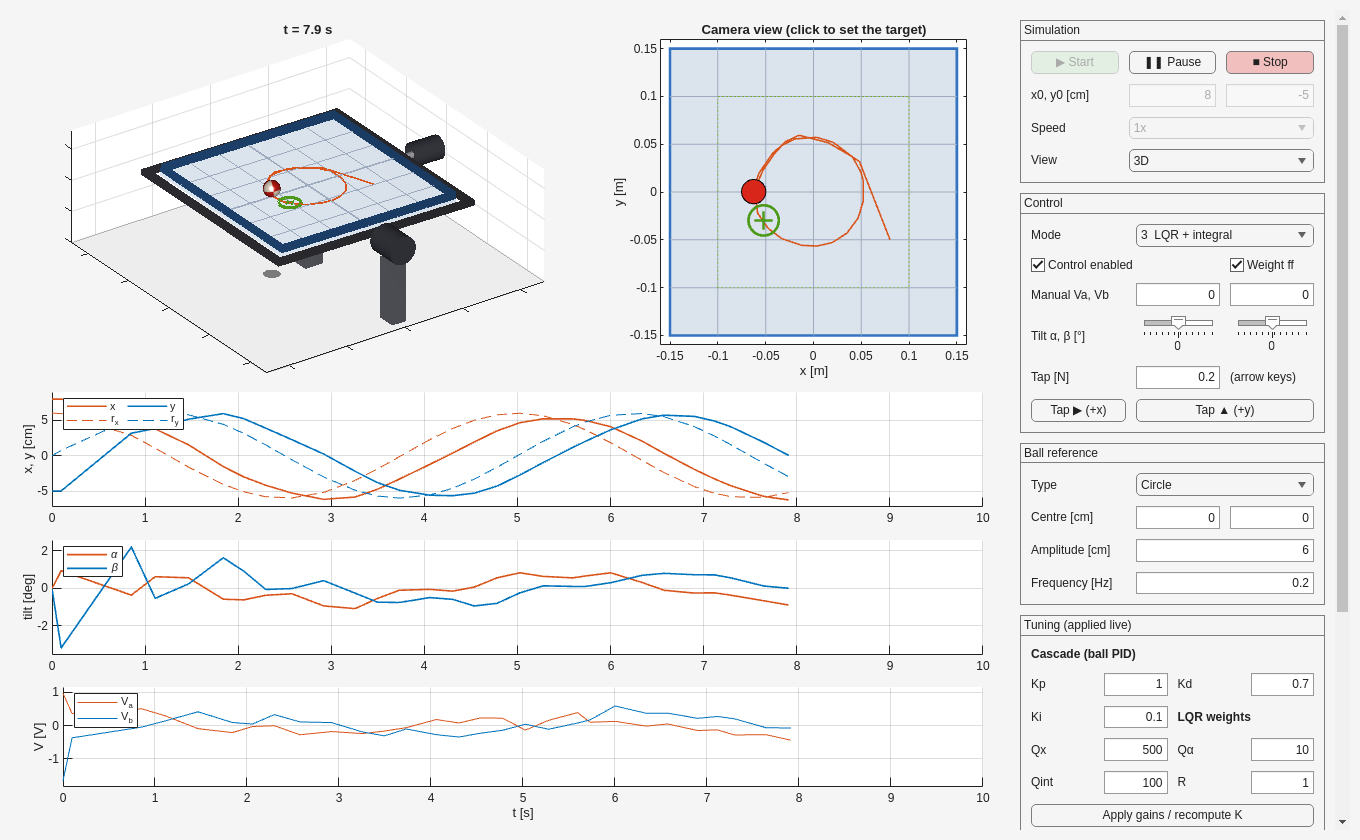 t = 7.9 s
Camera view (click to set the target)
0.15
0.1
0.05
0
-0.05
-0.1
-0.15
y [m]
-0.15 -0.1 -0.05 0 0.05 0.1 0.15
x [m]
x y
rx ry
5
0
-5
x, y [cm]
0 1 2 3 4 5 6 7 8 9 10
α
β
2
0
-2
tilt [deg]
0 1 2 3 4 5 6 7 8 9 10
Va
Vb
1
0
-1
V [V]
0 1 2 3 4 5 6 7 8 9 10
t [s]
Simulation
▶ Start ❚❚ Pause ■ Stop
x0, y0 [cm] 8 -5
Speed 1x
View 3D
Control
Mode 3 LQR + integral
Control enabled Weight ff
Manual Va, Vb 0 0
Tilt α, β [°]
0 0
Tap [N] 0.2 (arrow keys)
Tap ▶ (+x) Tap ▲ (+y)
Ball reference
Type Circle
Centre [cm] 0 0
Amplitude [cm] 6
Frequency [Hz] 0.2
Tuning (applied live)
Cascade (ball PID)
Kp 1 Kd 0.7
Ki 0.1 LQR weights
Qx 500 Qα 10
Qint 100 R 1
Apply gains / recompute K